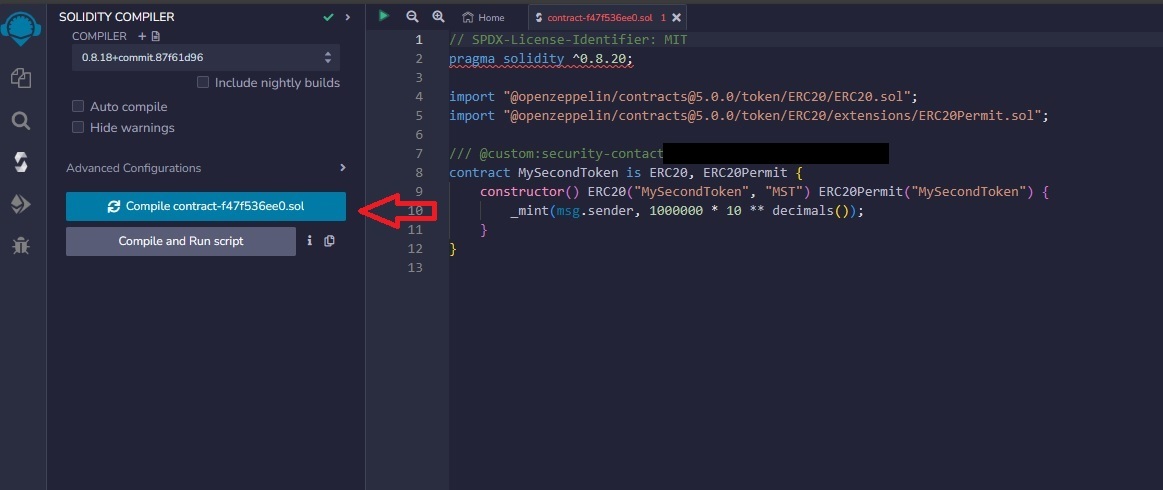 SOLIDITY COMPILER
COMPILER +
0.8.18+commit.87f61d96
Include nightly builds
Auto compile
Hide warnings
Advanced Configurations
Compile contract-f47f536ee0.sol
Compile and Run script
Home
contract-f47f536ee0.sol 1
1 // SPDX-License-Identifier: MIT
2 pragma solidity ^0.8.20;
3
4 import "@openzeppelin/contracts@5.0.0/token/ERC20/ERC20.sol";
5 import "@openzeppelin/contracts@5.0.0/token/ERC20/extensions/ERC20Permit.sol";
6
7 /// @custom:security-contact
8 contract MySecondToken is ERC20, ERC20Permit {
9 constructor() ERC20("MySecondToken", "MST") ERC20Permit("MySecondToken") {
10 _mint(msg.sender, 1000000 * 10 ** decimals());
11 }
12 }
13